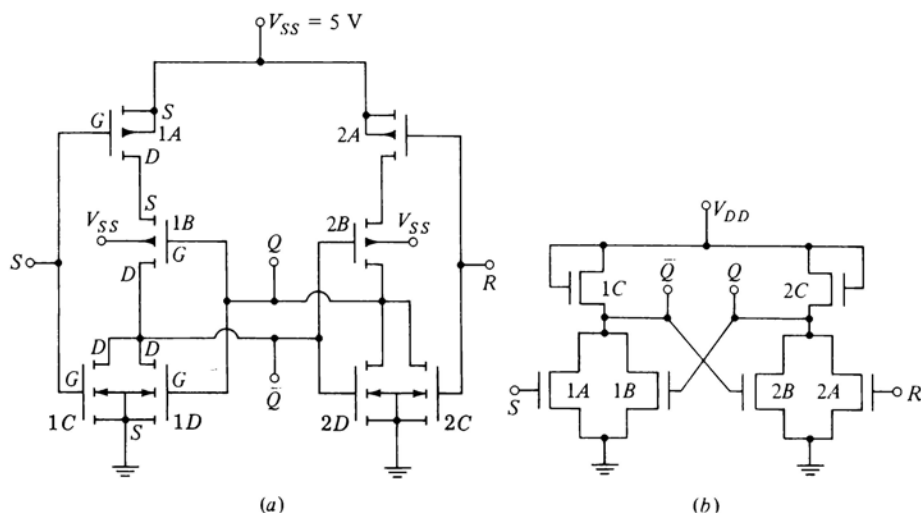 V_SS = 5 V
S
G
1A
2A
D
S
V_SS
1B
2B
V_SS
G
S
Q
R
D
D
D
G
G
Q̄
1C
S
1D
2D
2C
(a)
V_DD
1C
Q̄
Q
2C
S
1A
1B
2B
2A
R
(b)